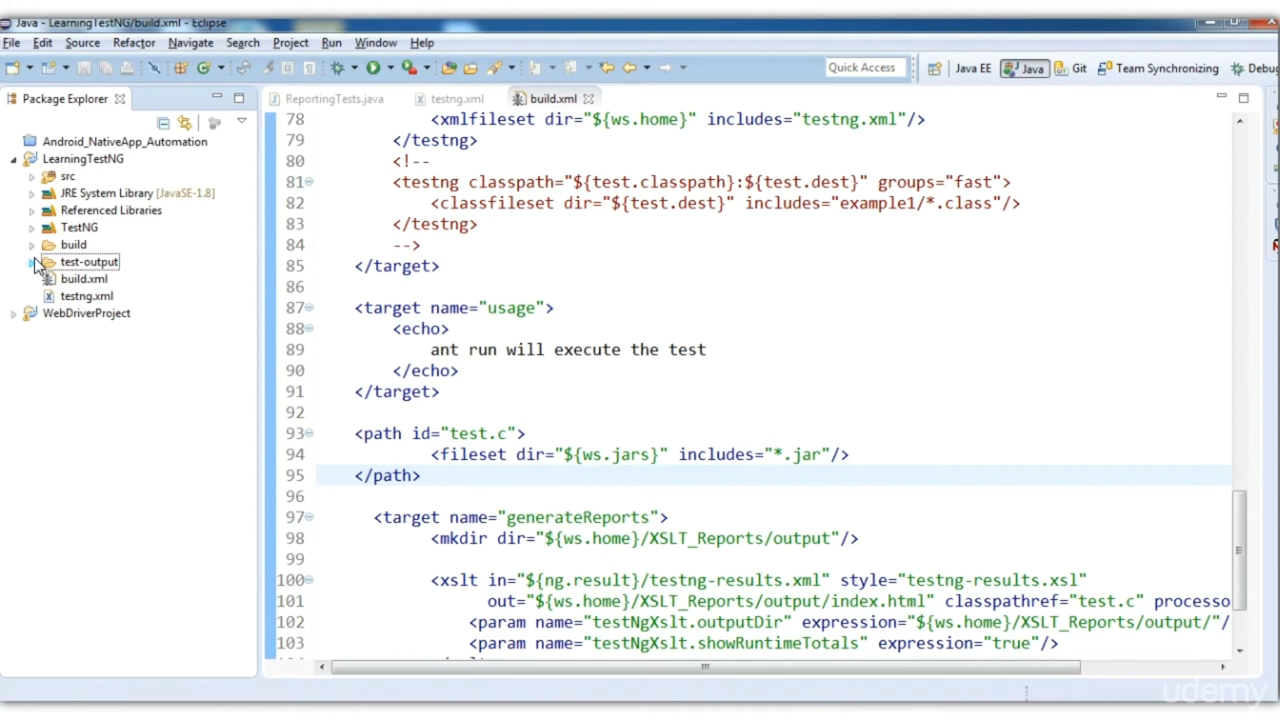 Java - LearningTestNG/build.xml - Eclipse
File Edit Source Refactor Navigate Search Project Run Window Help
Quick Access
Java EE
Java
Git
Team Synchronizing
Debug
Package Explorer
ReportingTests.java
testng.xml
build.xml
Android_NativeApp_Automation
LearningTestNG
src
JRE System Library [JavaSE-1.8]
Referenced Libraries
TestNG
build
test-output
build.xml
testng.xml
WebDriverProject
78 <xmlfileset dir="${ws.home}" includes="testng.xml"/>
79 </testng>
80 <!--
81 <testng classpath="${test.classpath}:${test.dest}" groups="fast">
82 <classfileset dir="${test.dest}" includes="example1/*.class"/>
83 </testng>
84 -->
85 </target>
86
87 <target name="usage">
88 <echo>
89 ant run will execute the test
90 </echo>
91 </target>
92
93 <path id="test.c">
94 <fileset dir="${ws.jars}" includes="*.jar"/>
95 </path>
96
97 <target name="generateReports">
98 <mkdir dir="${ws.home}/XSLT_Reports/output"/>
99
100 <xslt in="${ng.result}/testng-results.xml" style="testng-results.xsl"
101 out="${ws.home}/XSLT_Reports/output/index.html" classpathref="test.c" processo
102 <param name="testNgXslt.outputDir" expression="${ws.home}/XSLT_Reports/output/"/
103 <param name="testNgXslt.showRuntimeTotals" expression="true"/>
udemy